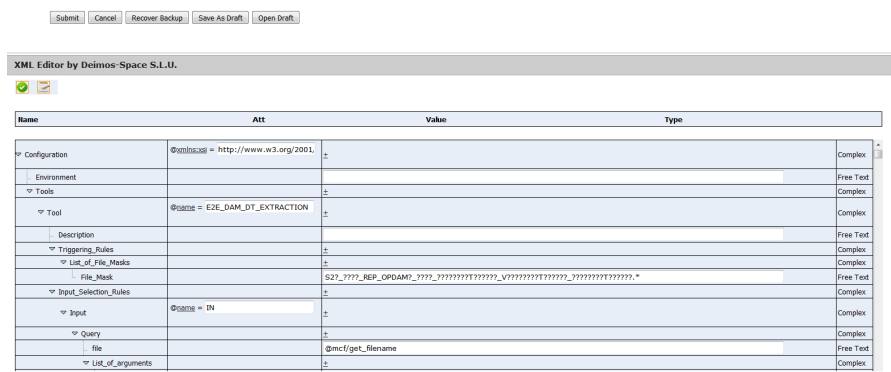 Submit Cancel Recover Backup Save As Draft Open Draft
XML Editor by Deimos-Space S.L.U.
Name Att Value Type
Configuration @xmlns:xsi = http://www.w3.org/2001, ± Complex
Environment Free Text
Tools ± Complex
Tool @name = E2E_DAM_DT_EXTRACTION ± Complex
Description Free Text
Triggering_Rules ± Complex
List_of_File_Masks ± Complex
File_Mask S2?_????_REP_OPDAM?_????_????????T??????_V????????T??????_????????T??????.* Free Text
Input_Selection_Rules ± Complex
Input @name = IN ± Complex
Query ± Complex
file @mcf/get_filename Free Text
List_of_arguments ± Complex